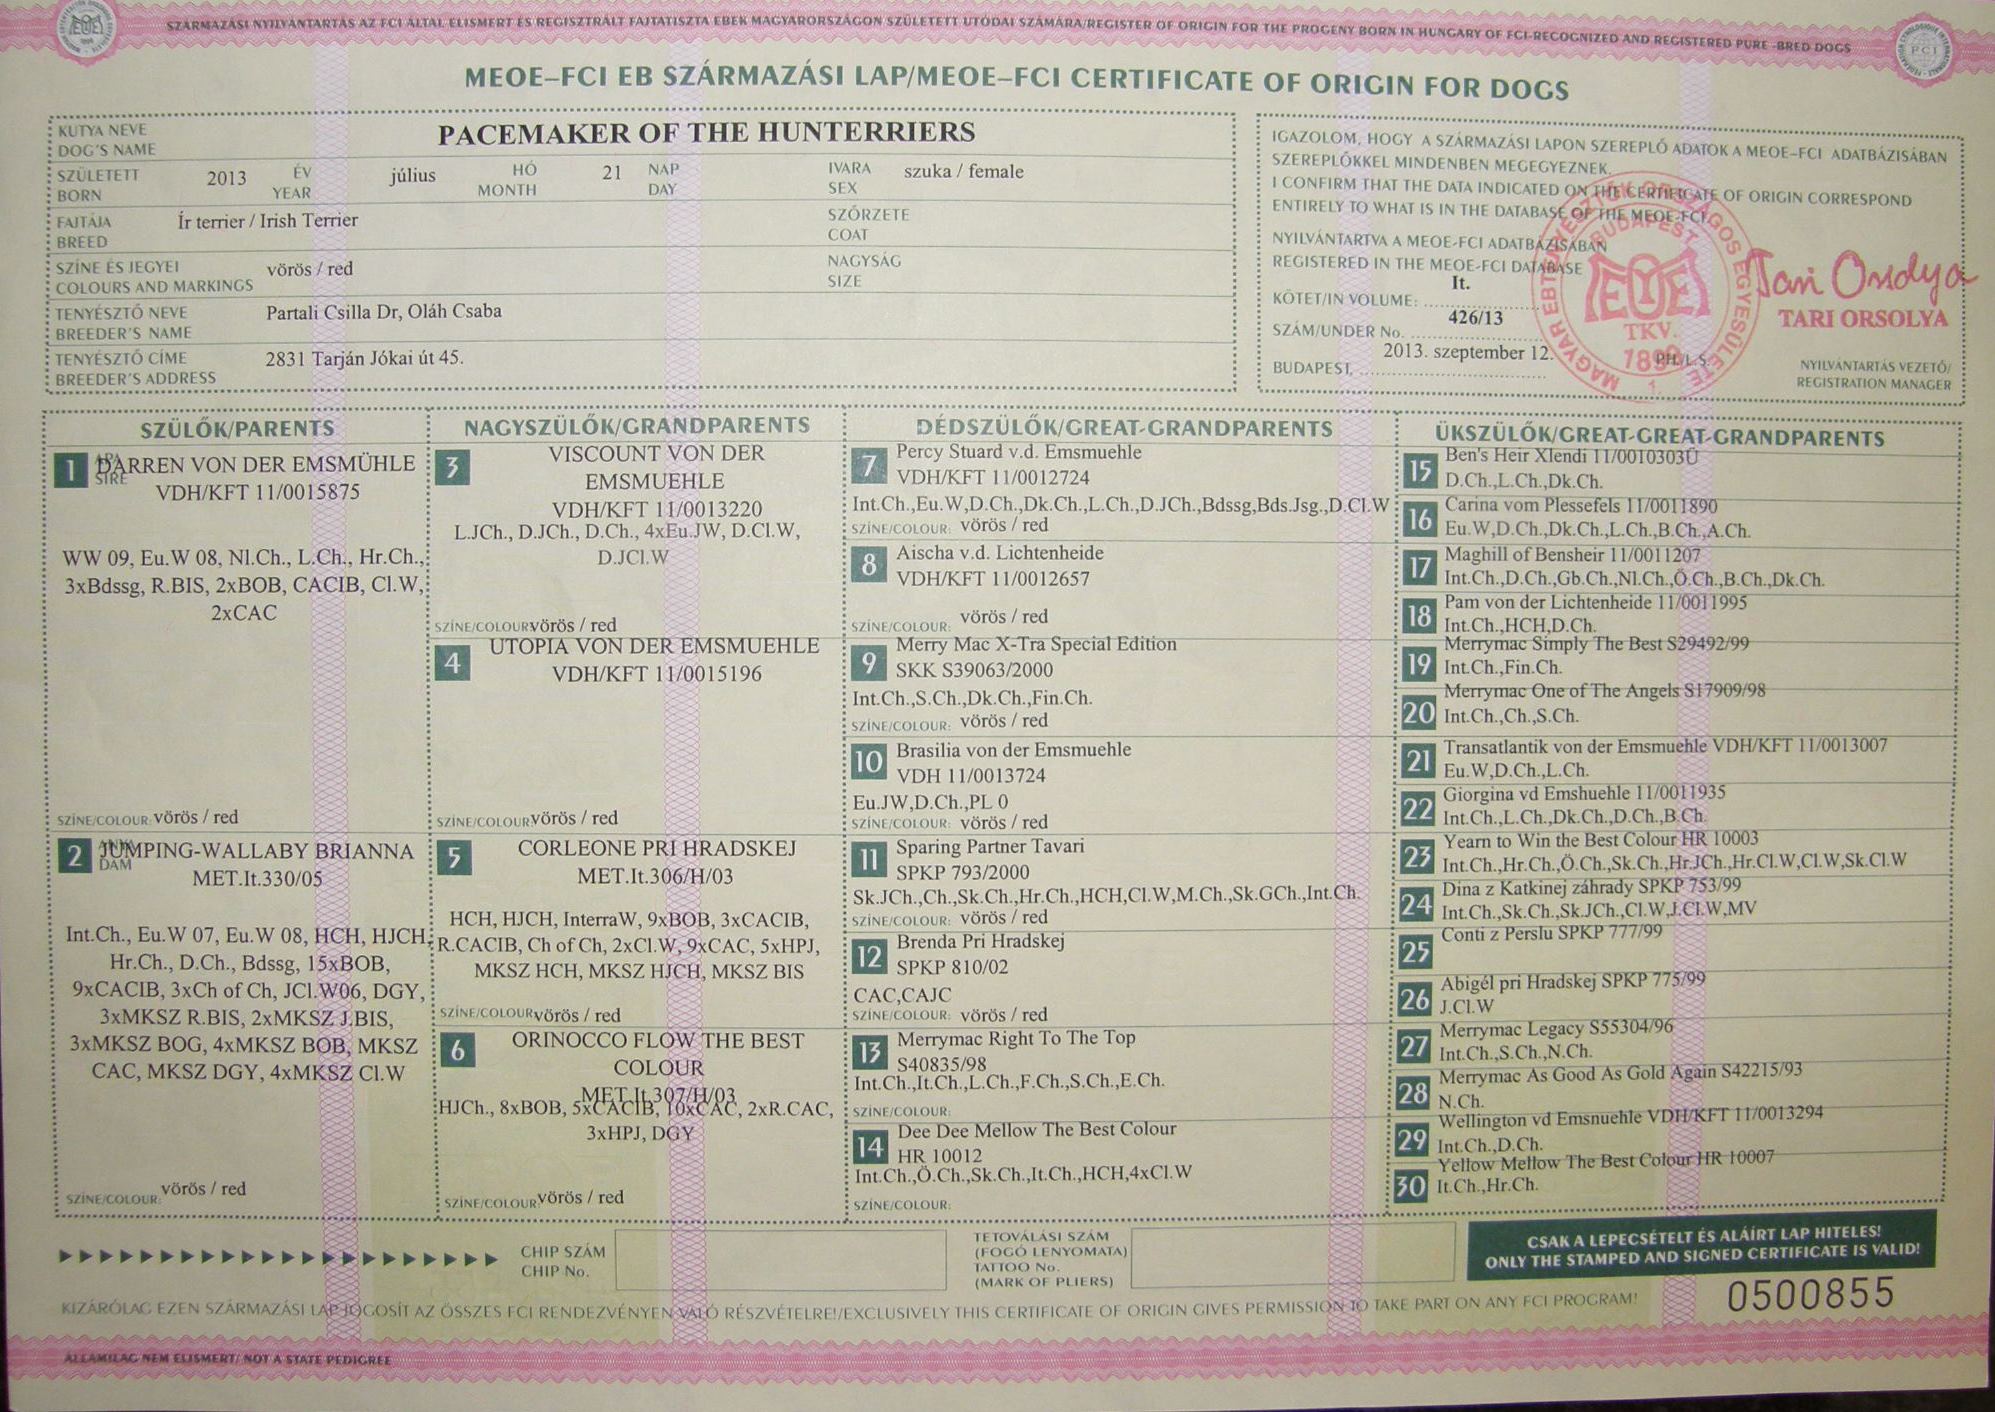 SZÁRMAZÁSI NYILVÁNTARTÁS AZ FCI ÁLTAL ELISMERT ÉS REGISZTRÁLT FAJTATISZTA EBEK MAGYARORSZÁGON SZÜLETETT UTÓDAI SZÁMÁRA/REGISTER OF ORIGIN FOR THE PROGENY BORN IN HUNGARY OF FCI-RECOGNIZED AND REGISTERED PURE -BRED DOGS
MEOE–FCI EB SZÁRMAZÁSI LAP/MEOE–FCI CERTIFICATE OF ORIGIN FOR DOGS
KUTYA NEVE
DOG'S NAME
PACEMAKER OF THE HUNTERRIERS
SZÜLETETT
BORN
2013
ÉV
YEAR
július
HÓ
MONTH
21
NAP
DAY
IVARA
SEX
szuka / female
FAJTÁJA
BREED
Ír terrier / Irish Terrier
SZŐRZETE
COAT
SZÍNE ÉS JEGYEI
COLOURS AND MARKINGS
vörös / red
NAGYSÁG
SIZE
TENYÉSZTŐ NEVE
BREEDER'S NAME
Partali Csilla Dr, Oláh Csaba
TENYÉSZTŐ CÍME
BREEDER'S ADDRESS
2831 Tarján Jókai út 45.
IGAZOLOM, HOGY A SZÁRMAZÁSI LAPON SZEREPLŐ ADATOK A MEOE–FCI ADATBÁZISÁBAN
SZEREPLŐKKEL MINDENBEN MEGEGYEZNEK.
I CONFIRM THAT THE DATA INDICATED ON THE CERTIFICATE OF ORIGIN CORRESPOND
ENTIRELY TO WHAT IS IN THE DATABASE OF THE MEOE-FCI.
NYILVÁNTARTVA A MEOE-FCI ADATBÁZISÁBAN
REGISTERED IN THE MEOE-FCI DATABASE
It.
KÖTET/IN VOLUME:
426/13
SZÁM/UNDER No.
2013. szeptember 12.
BUDAPEST,
PH./L.S.
MAGYAR EBTENYÉSZTŐK ORSZÁGOS EGYESÜLETE
BUDAPEST
MEOE
TKV.
1899
1.
Tari Orsolya
TARI ORSOLYA
NYILVÁNTARTÁS VEZETŐ/
REGISTRATION MANAGER
SZÜLŐK/PARENTS
1
APA
SIRE
DARREN VON DER EMSMÜHLE
VDH/KFT 11/0015875
WW 09, Eu.W 08, Nl.Ch., L.Ch., Hr.Ch.,
3xBdssg, R.BIS, 2xBOB, CACIB, Cl.W,
2xCAC
SZÍNE/COLOUR: vörös / red
2
ANYA
DAM
JUMPING-WALLABY BRIANNA
MET.It.330/05
Int.Ch., Eu.W 07, Eu.W 08, HCH, HJCH,
Hr.Ch., D.Ch., Bdssg, 15xBOB,
9xCACIB, 3xCh of Ch, JCl.W06, DGY,
3xMKSZ R.BIS, 2xMKSZ J.BIS,
3xMKSZ BOG, 4xMKSZ BOB, MKSZ
CAC, MKSZ DGY, 4xMKSZ Cl.W
SZÍNE/COLOUR: vörös / red
NAGYSZÜLŐK/GRANDPARENTS
3
VISCOUNT VON DER
EMSMUEHLE
VDH/KFT 11/0013220
L.JCh., D.JCh., D.Ch., 4xEu.JW, D.Cl.W,
D.JCl.W
SZÍNE/COLOUR vörös / red
4
UTOPIA VON DER EMSMUEHLE
VDH/KFT 11/0015196
SZÍNE/COLOUR vörös / red
5
CORLEONE PRI HRADSKEJ
MET.It.306/H/03
HCH, HJCH, InterraW, 9xBOB, 3xCACIB,
R.CACIB, Ch of Ch, 2xCl.W, 9xCAC, 5xHPJ,
MKSZ HCH, MKSZ HJCH, MKSZ BIS
SZÍNE/COLOUR vörös / red
6
ORINOCCO FLOW THE BEST
COLOUR
MET.It.307/H/03
HJCh., 8xBOB, 5xCACIB, 10xCAC, 2xR.CAC,
3xHPJ, DGY
SZÍNE/COLOUR: vörös / red
DÉDSZÜLŐK/GREAT-GRANDPARENTS
7
Percy Stuard v.d. Emsmuehle
VDH/KFT 11/0012724
Int.Ch.,Eu.W,D.Ch.,Dk.Ch.,L.Ch.,D.JCh.,Bdssg,Bds.Jsg.,D.Cl.W
SZÍNE/COLOUR: vörös / red
8
Aischa v.d. Lichtenheide
VDH/KFT 11/0012657
SZÍNE/COLOUR: vörös / red
9
Merry Mac X-Tra Special Edition
SKK S39063/2000
Int.Ch.,S.Ch.,Dk.Ch.,Fin.Ch.
SZÍNE/COLOUR: vörös / red
10
Brasilia von der Emsmuehle
VDH 11/0013724
Eu.JW,D.Ch.,PL 0
SZÍNE/COLOUR: vörös / red
11
Sparing Partner Tavari
SPKP 793/2000
Sk.JCh.,Ch.,Sk.Ch.,Hr.Ch.,HCH,Cl.W,M.Ch.,Sk.GCh.,Int.Ch.
SZÍNE/COLOUR: vörös / red
12
Brenda Pri Hradskej
SPKP 810/02
CAC,CAJC
SZÍNE/COLOUR: vörös / red
13
Merrymac Right To The Top
S40835/98
Int.Ch.,It.Ch.,L.Ch.,F.Ch.,S.Ch.,E.Ch.
SZÍNE/COLOUR:
14
Dee Dee Mellow The Best Colour
HR 10012
Int.Ch.,Ö.Ch.,Sk.Ch.,It.Ch.,HCH,4xCl.W
SZÍNE/COLOUR:
ÜKSZÜLŐK/GREAT-GREAT-GRANDPARENTS
15
Ben's Heir Xlendi 11/0010303Ü
D.Ch.,L.Ch.,Dk.Ch.
16
Carina vom Plessefels 11/0011890
Eu.W,D.Ch.,Dk.Ch.,L.Ch.,B.Ch.,A.Ch.
17
Maghill of Bensheir 11/0011207
Int.Ch.,D.Ch.,Gb.Ch.,Nl.Ch.,Ö.Ch.,B.Ch.,Dk.Ch.
18
Pam von der Lichtenheide 11/0011995
Int.Ch.,HCH,D.Ch.
19
Merrymac Simply The Best S29492/99
Int.Ch.,Fin.Ch.
20
Merrymac One of The Angels S17909/98
Int.Ch.,Ch.,S.Ch.
21
Transatlantik von der Emsmuehle VDH/KFT 11/0013007
Eu.W,D.Ch.,L.Ch.
22
Giorgina vd Emshuehle 11/0011935
Int.Ch.,L.Ch.,Dk.Ch.,D.Ch.,B.Ch.
23
Yearn to Win the Best Colour HR 10003
Int.Ch.,Hr.Ch.,Ö.Ch.,Sk.Ch.,Hr.JCh.,Hr.Cl.W,Cl.W,Sk.Cl.W
24
Dina z Katkinej záhrady SPKP 753/99
Int.Ch.,Sk.Ch.,Sk.JCh.,Cl.W,J.Cl.W,MV
25
Conti z Perslu SPKP 777/99
26
Abigél pri Hradskej SPKP 775/99
J.Cl.W
27
Merrymac Legacy S55304/96
Int.Ch.,S.Ch.,N.Ch.
28
Merrymac As Good As Gold Again S42215/93
N.Ch.
29
Wellington vd Emsnuehle VDH/KFT 11/0013294
Int.Ch.,D.Ch.
30
Yellow Mellow The Best Colour HR 10007
It.Ch.,Hr.Ch.
CHIP SZÁM
CHIP No.
TETOVÁLÁSI SZÁM
(FOGÓ LENYOMATA)
TATTOO No.
(MARK OF PLIERS)
CSAK A LEPECSÉTELT ÉS ALÁÍRT LAP HITELES!
ONLY THE STAMPED AND SIGNED CERTIFICATE IS VALID!
0500855
KIZÁRÓLAG EZEN SZÁRMAZÁSI LAP JOGOSÍT AZ ÖSSZES FCI RENDEZVÉNYEN VALÓ RÉSZVÉTELRE!/EXCLUSIVELY THIS CERTIFICATE OF ORIGIN GIVES PERMISSION TO TAKE PART ON ANY FCI PROGRAM!
ÁLLAMILAG NEM ELISMERT/ NOT A STATE PEDIGREE